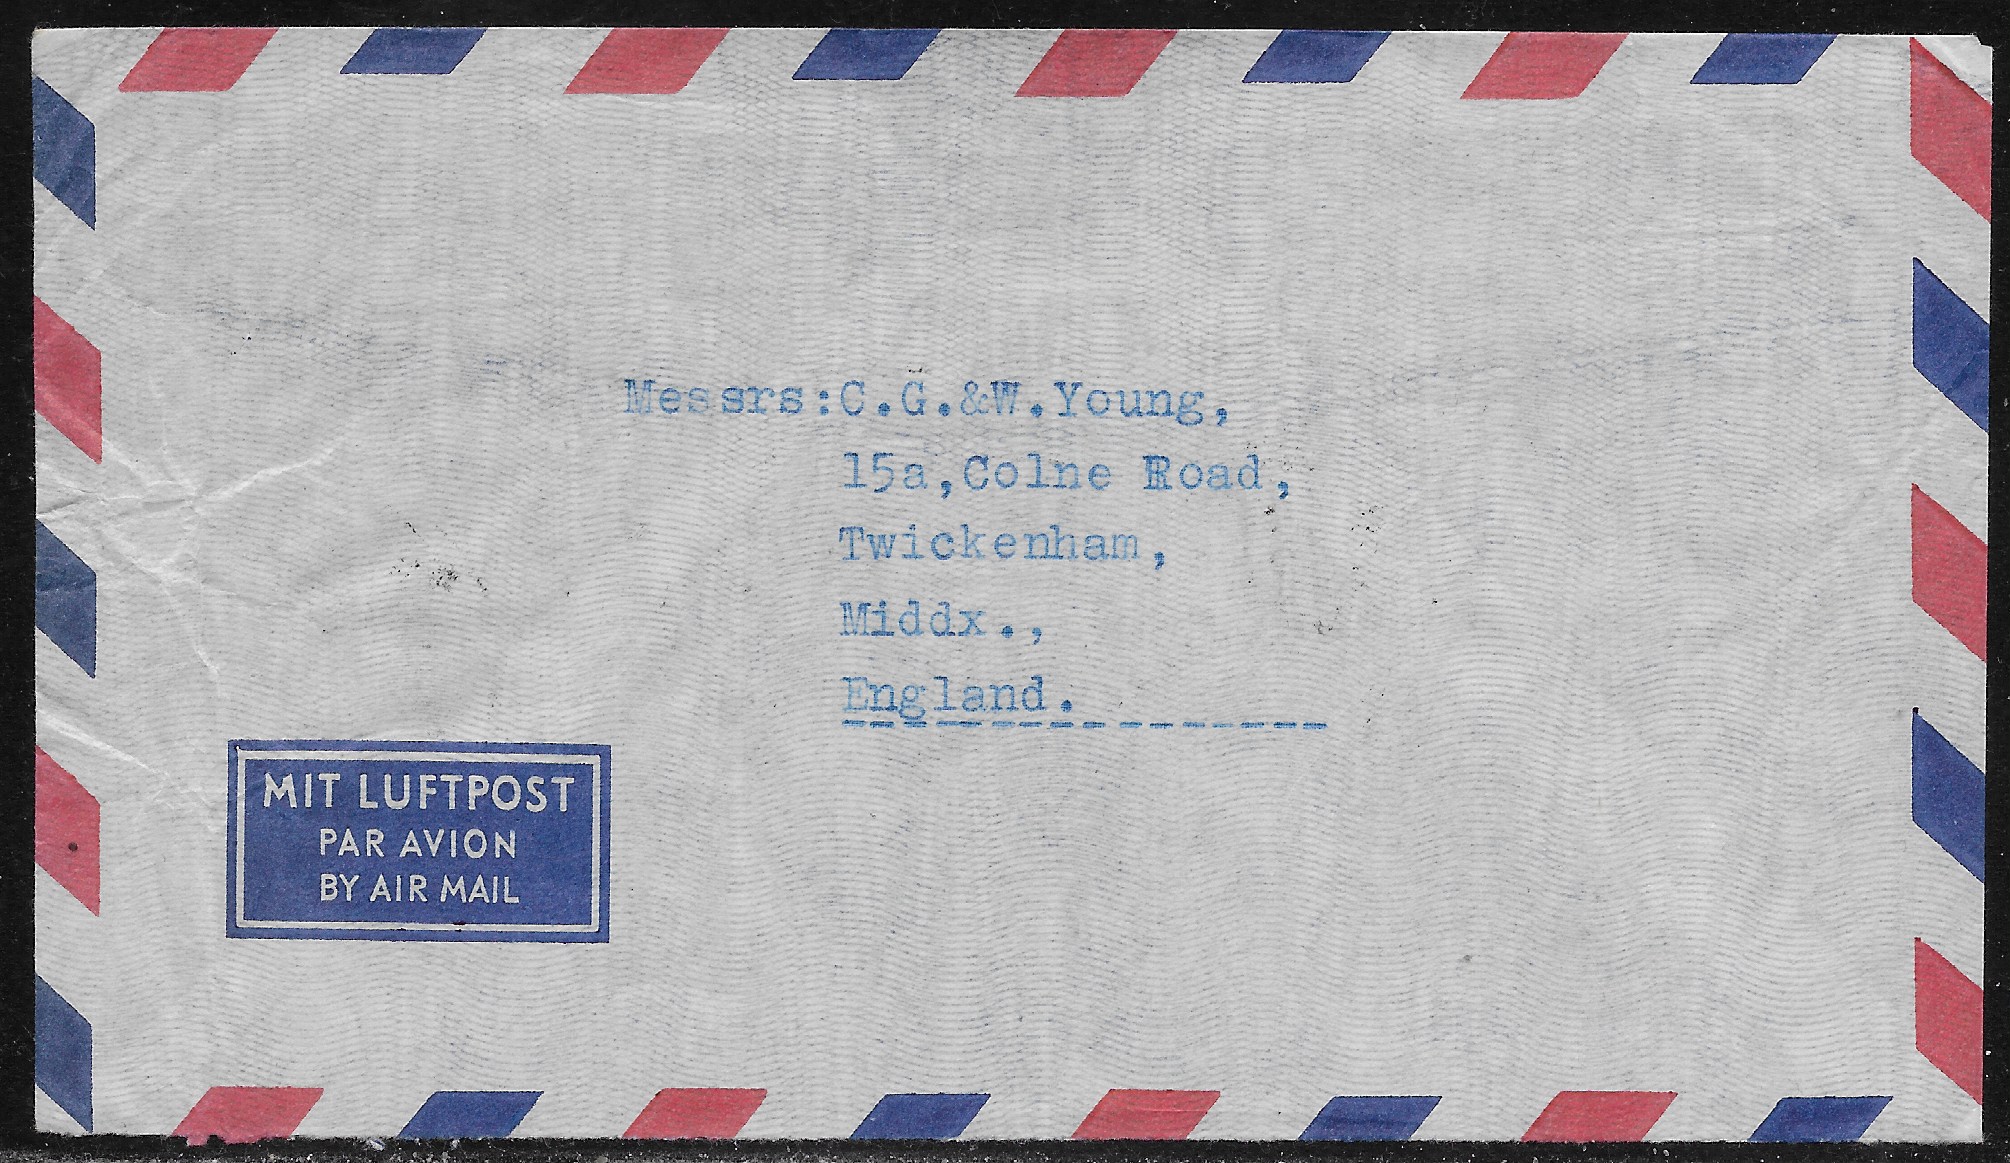 Messrs:C.G.&W.Young,
15a,Colne Road,
Twickenham,
Middx.,
England.
MIT LUFTPOST
PAR AVION
BY AIR MAIL